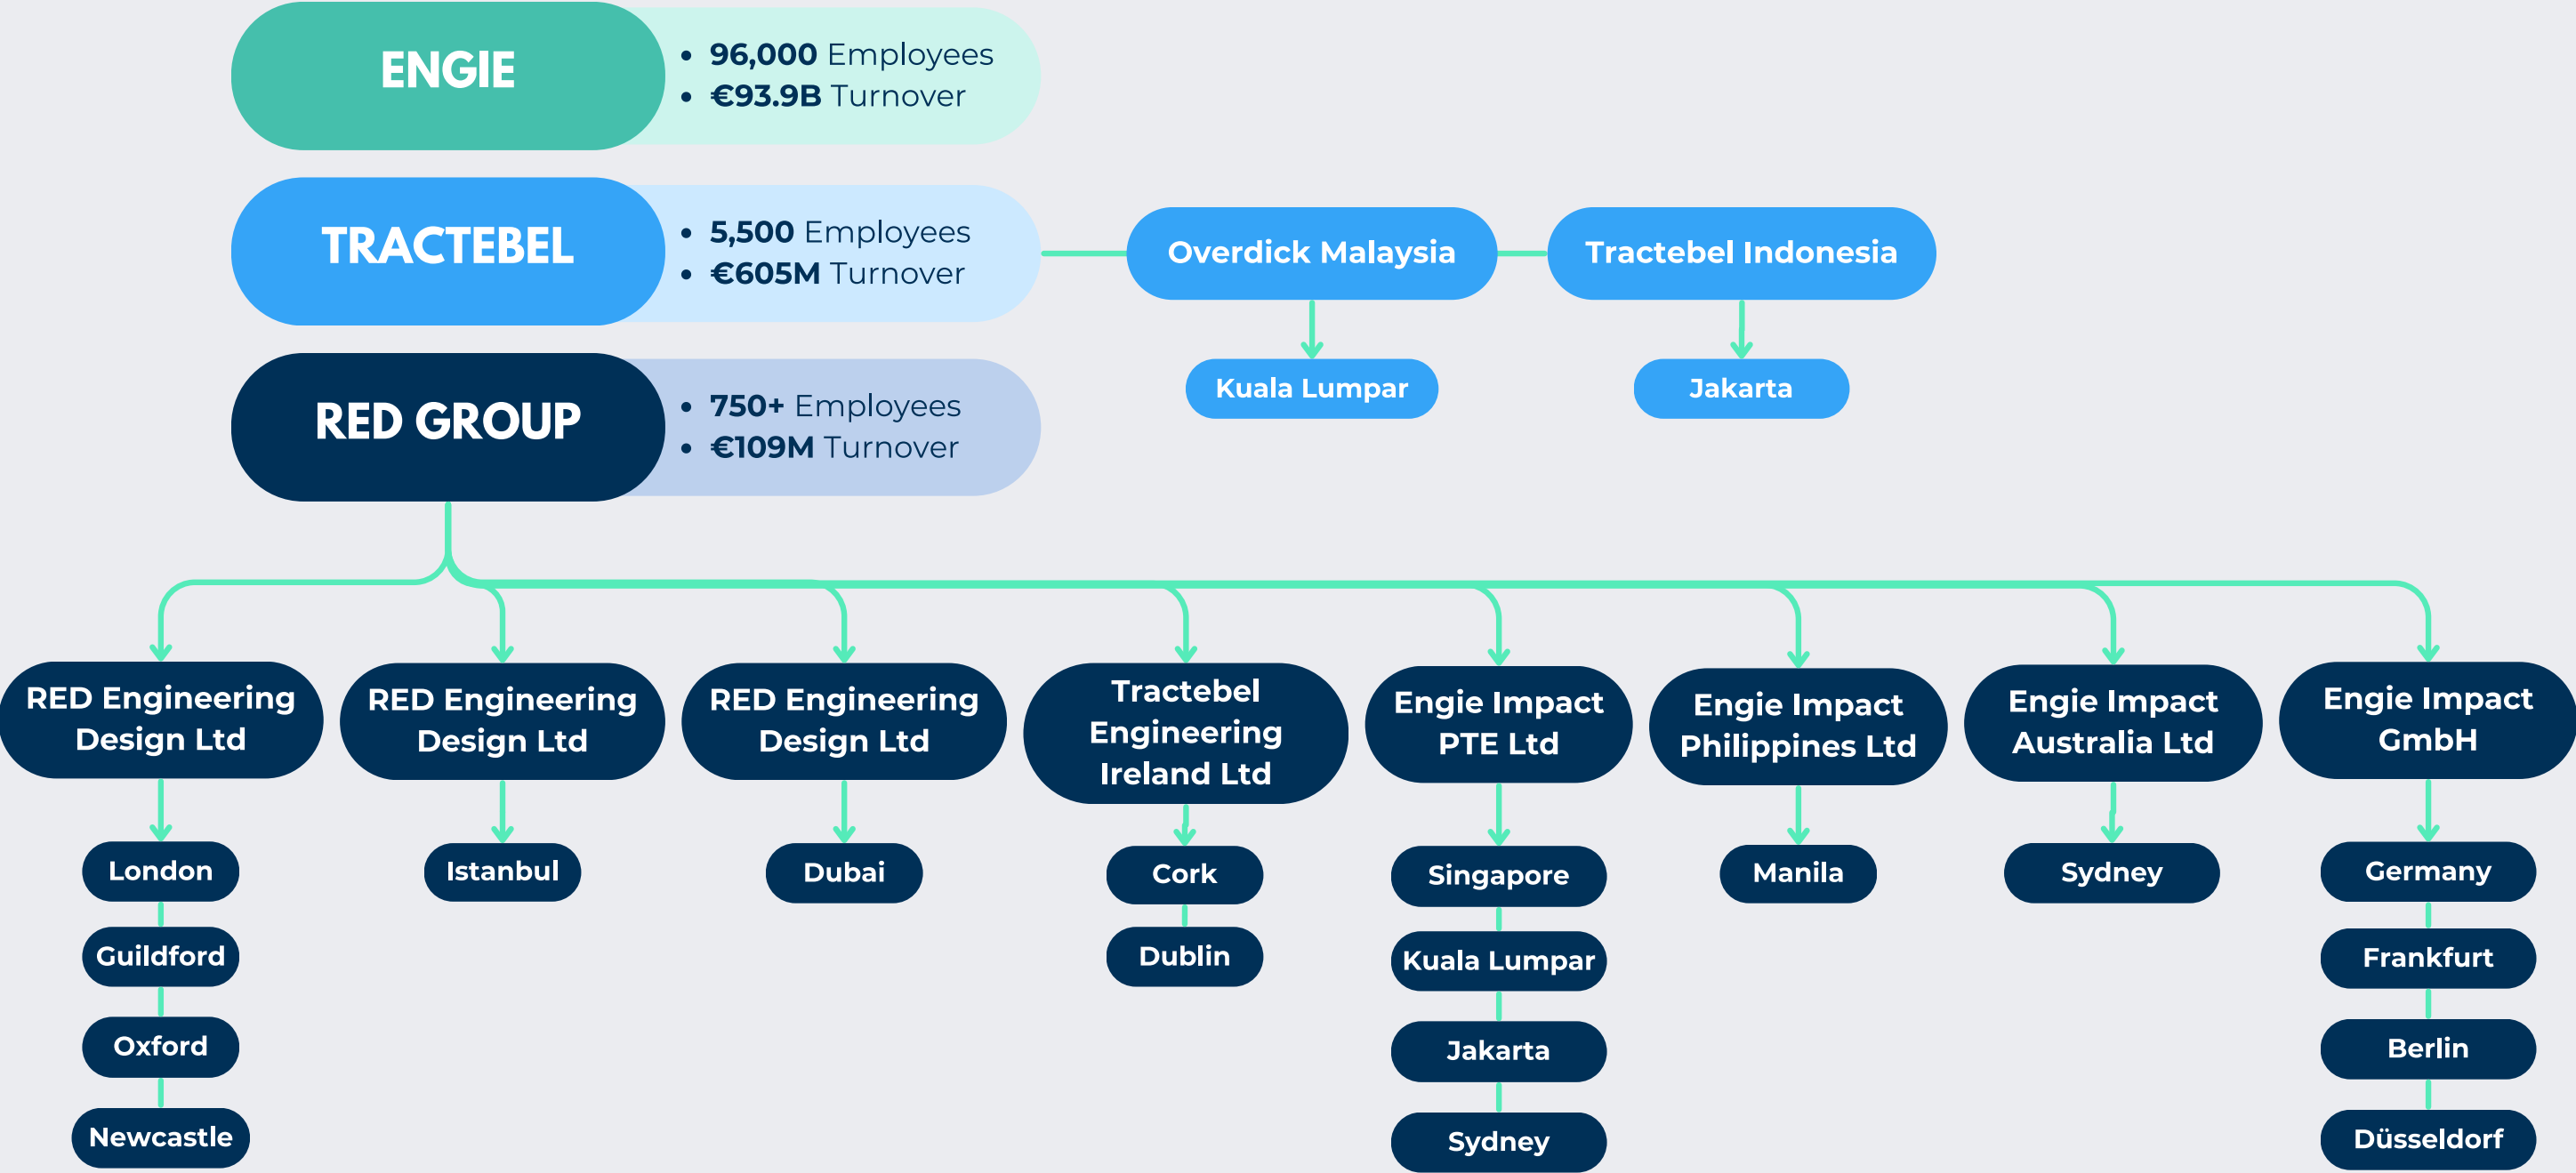 ENGIE
• 96,000 Employees
• €93.9B Turnover
TRACTEBEL
• 5,500 Employees
• €605M Turnover
Overdick Malaysia
Tractebel Indonesia
Kuala Lumpar
Jakarta
RED GROUP
• 750+ Employees
• €109M Turnover
RED Engineering
Design Ltd
London
Guildford
Oxford
Newcastle
RED Engineering
Design Ltd
Istanbul
RED Engineering
Design Ltd
Dubai
Tractebel
Engineering
Ireland Ltd
Cork
Dublin
Engie Impact
PTE Ltd
Singapore
Kuala Lumpar
Jakarta
Sydney
Engie Impact
Philippines Ltd
Manila
Engie Impact
Australia Ltd
Sydney
Engie Impact
GmbH
Germany
Frankfurt
Berlin
Düsseldorf